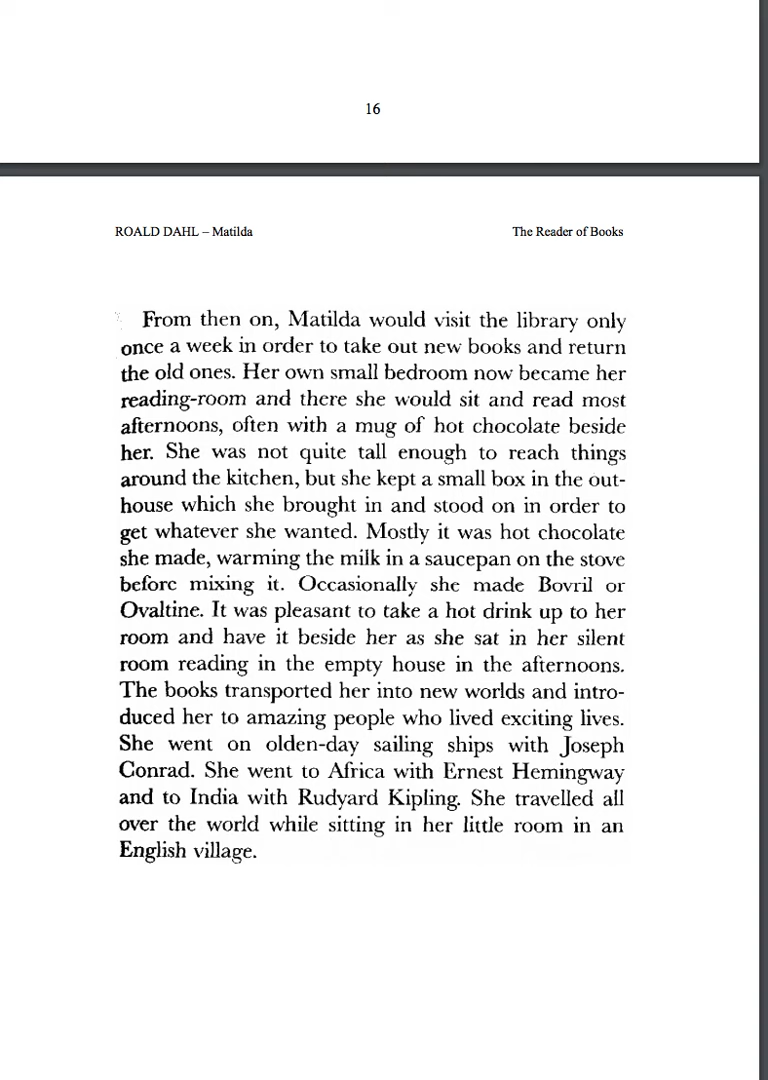 16
ROALD DAHL – Matilda The Reader of Books
From then on, Matilda would visit the library only
once a week in order to take out new books and return
the old ones. Her own small bedroom now became her
reading-room and there she would sit and read most
afternoons, often with a mug of hot chocolate beside
her. She was not quite tall enough to reach things
around the kitchen, but she kept a small box in the out-
house which she brought in and stood on in order to
get whatever she wanted. Mostly it was hot chocolate
she made, warming the milk in a saucepan on the stove
before mixing it. Occasionally she made Bovril or
Ovaltine. It was pleasant to take a hot drink up to her
room and have it beside her as she sat in her silent
room reading in the empty house in the afternoons.
The books transported her into new worlds and intro-
duced her to amazing people who lived exciting lives.
She went on olden-day sailing ships with Joseph
Conrad. She went to Africa with Ernest Hemingway
and to India with Rudyard Kipling. She travelled all
over the world while sitting in her little room in an
English village.